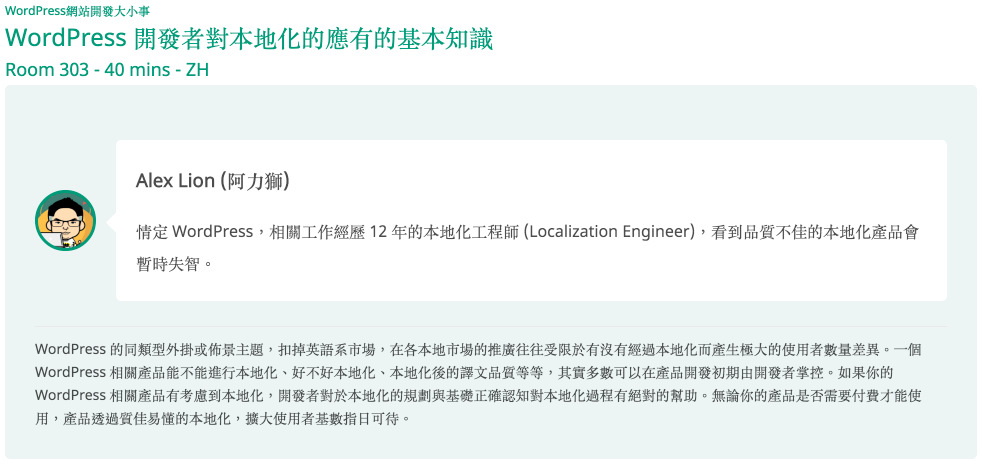 WordPress網站開發大小事
WordPress 開發者對本地化的應有的基本知識
Room 303 - 40 mins - ZH
Alex Lion (阿力獅)
情定 WordPress，相關工作經歷 12 年的本地化工程師 (Localization Engineer)，看到品質不佳的本地化產品會
暫時失智。
WordPress 的同類型外掛或佈景主題，扣掉英語系市場，在各本地市場的推廣往往受限於有沒有經過本地化而產生極大的使用者數量差異。一個
WordPress 相關產品能不能進行本地化、好不好本地化、本地化後的譯文品質等等，其實多數可以在產品開發初期由開發者掌控。如果你的
WordPress 相關產品有考慮到本地化，開發者對於本地化的規劃與基礎正確認知對本地化過程有絕對的幫助。無論你的產品是否需要付費才能使
用，產品透過質佳易懂的本地化，擴大使用者基數指日可待。